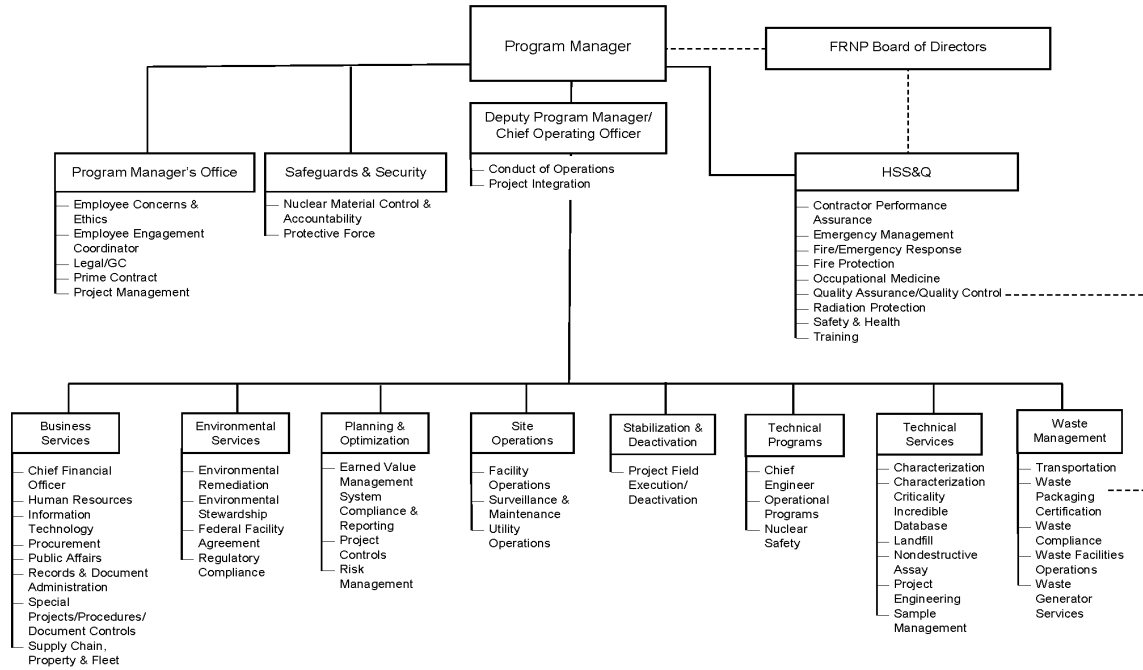 Program Manager
FRNP Board of Directors
Deputy Program Manager/
Chief Operating Officer
Conduct of Operations
Project Integration
Program Manager's Office
Employee Concerns &
Ethics
Employee Engagement
Coordinator
Legal/GC
Prime Contract
Project Management
Safeguards & Security
Nuclear Material Control &
Accountability
Protective Force
HSS&Q
Contractor Performance
Assurance
Emergency Management
Fire/Emergency Response
Fire Protection
Occupational Medicine
Quality Assurance/Quality Control
Radiation Protection
Safety & Health
Training
Business
Services
Chief Financial
Officer
Human Resources
Information
Technology
Procurement
Public Affairs
Records & Document
Administration
Special
Projects/Procedures/
Document Controls
Supply Chain,
Property & Fleet
Environmental
Services
Environmental
Remediation
Environmental
Stewardship
Federal Facility
Agreement
Regulatory
Compliance
Planning &
Optimization
Earned Value
Management
System
Compliance &
Reporting
Project
Controls
Risk
Management
Site
Operations
Facility
Operations
Surveillance &
Maintenance
Utility
Operations
Stabilization &
Deactivation
Project Field
Execution/
Deactivation
Technical
Programs
Chief
Engineer
Operational
Programs
Nuclear
Safety
Technical
Services
Characterization
Characterization
Criticality
Incredible
Database
Landfill
Nondestructive
Assay
Project
Engineering
Sample
Management
Waste
Management
Transportation
Waste
Packaging
Certification
Waste
Compliance
Waste Facilities
Operations
Waste
Generator
Services